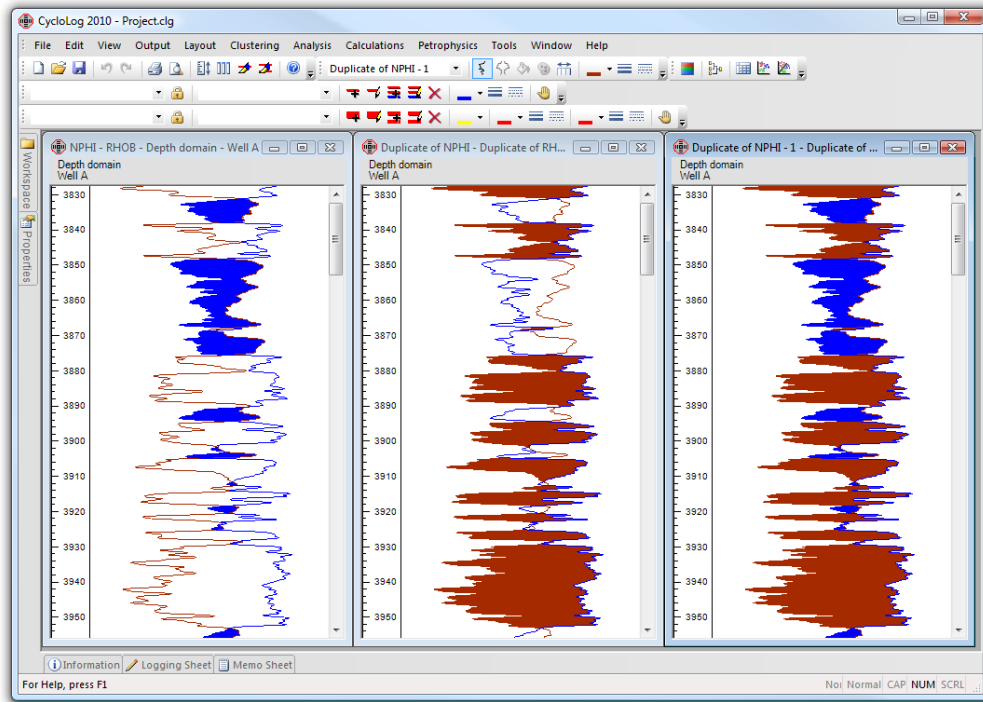 CycloLog 2010 - Project.clg
File Edit View Output Layout Clustering Analysis Calculations Petrophysics Tools Window Help
Duplicate of NPHI - 1
Workspace
Properties
NPHI - RHOB - Depth domain - Well A
Depth domain
Well A
3830
3840
3850
3860
3870
3880
3890
3900
3910
3920
3930
3940
3950
Duplicate of NPHI - Duplicate of RH...
Depth domain
Well A
3830
3840
3850
3860
3870
3880
3890
3900
3910
3920
3930
3940
3950
Duplicate of NPHI - 1 - Duplicate of ...
Depth domain
Well A
3830
3840
3850
3860
3870
3880
3890
3900
3910
3920
3930
3940
3950
Information Logging Sheet Memo Sheet
For Help, press F1 Noi Normal CAP NUM SCRL